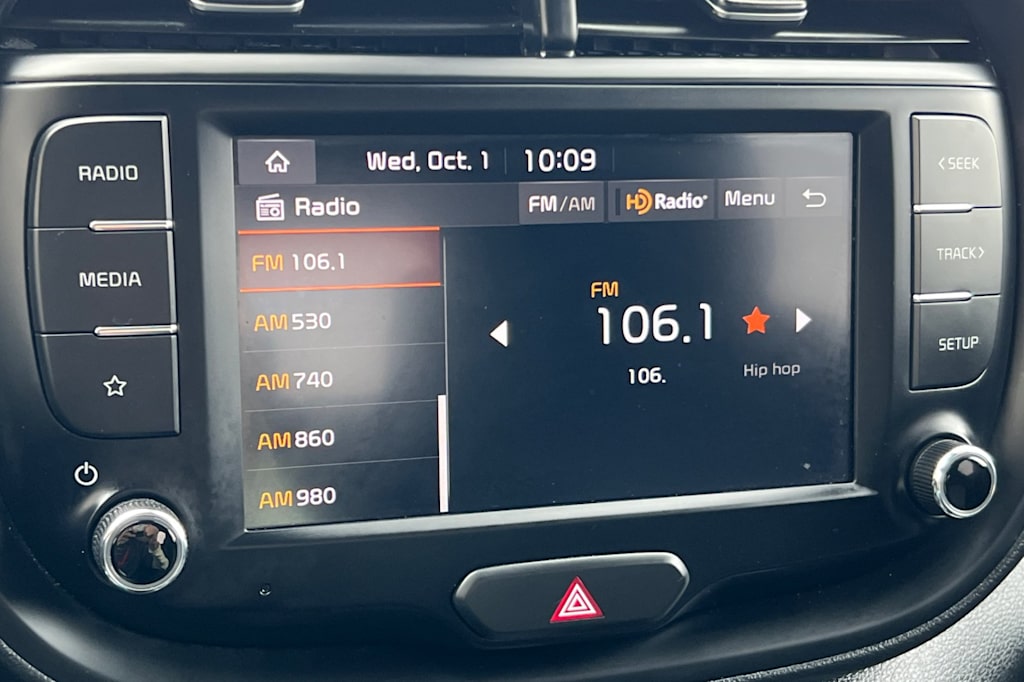 Wed, Oct. 1 10:09
Radio FM/AM HD Radio Menu
RADIO
MEDIA
FM 106.1
AM 530
AM 740
AM 860
AM 980
FM
106.1
106. Hip hop
< SEEK
TRACK >
SETUP